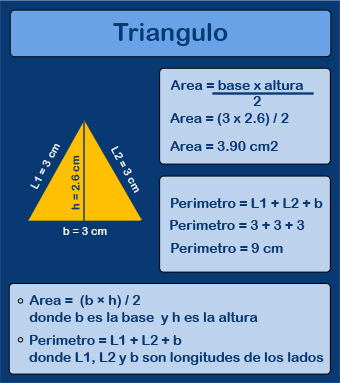 Triangulo
Area = base x altura
2
Area = (3 x 2.6) / 2
Area = 3.90 cm2
L1 = 3 cm
L2 = 3 cm
h = 2.6 cm
b = 3 cm
Perimetro = L1 + L2 + b
Perimetro = 3 + 3 + 3
Perimetro = 9 cm
Area = (b × h) / 2
donde b es la base y h es la altura
Perimetro = L1 + L2 + b
donde L1, L2 y b son longitudes de los lados